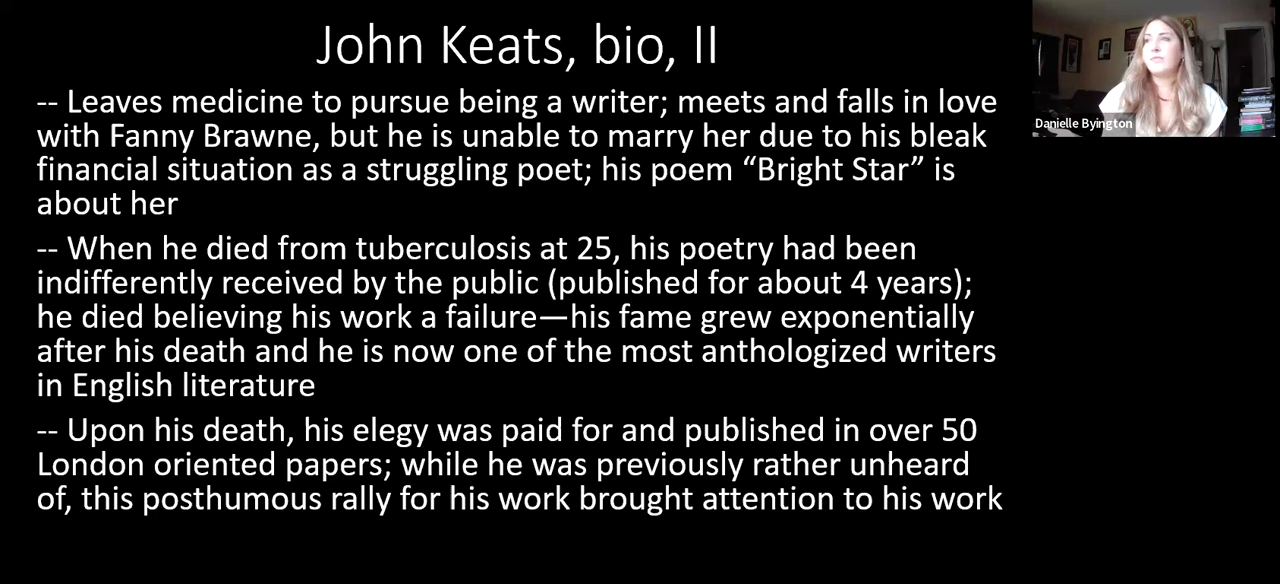 John Keats, bio, II
-- Leaves medicine to pursue being a writer; meets and falls in love
with Fanny Brawne, but he is unable to marry her due to his bleak
financial situation as a struggling poet; his poem “Bright Star” is
about her
-- When he died from tuberculosis at 25, his poetry had been
indifferently received by the public (published for about 4 years);
he died believing his work a failure—his fame grew exponentially
after his death and he is now one of the most anthologized writers
in English literature
-- Upon his death, his elegy was paid for and published in over 50
London oriented papers; while he was previously rather unheard
of, this posthumous rally for his work brought attention to his work
Danielle Byington